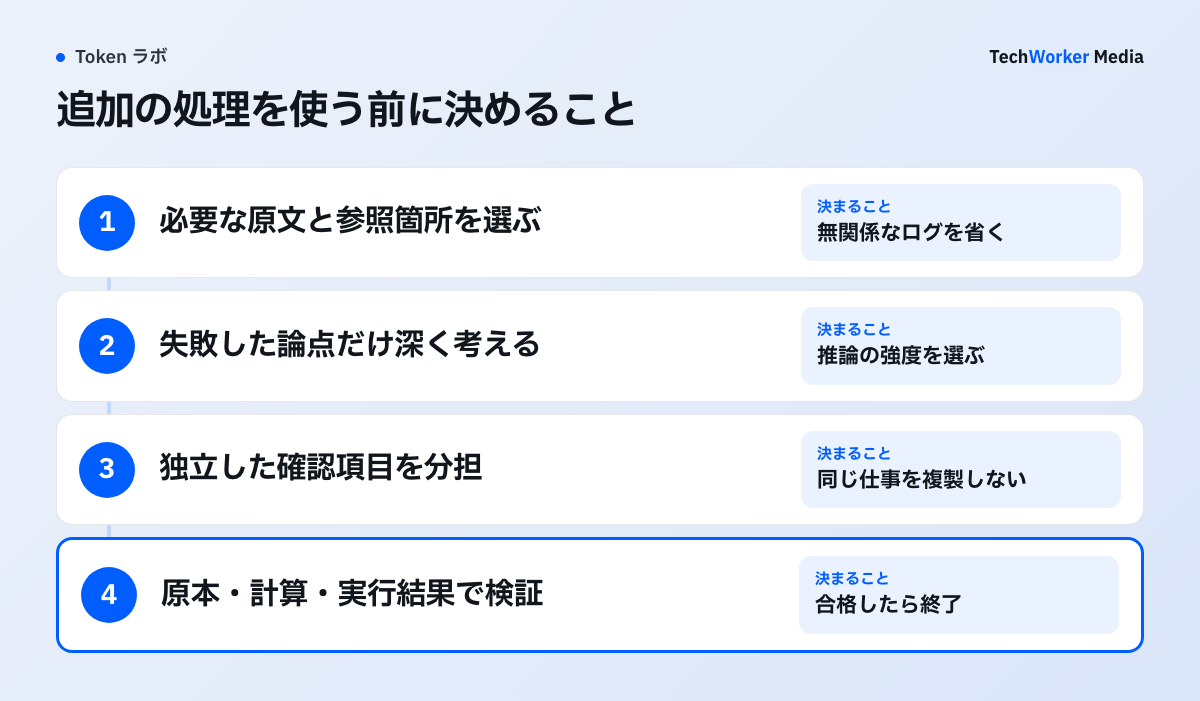 Token ラボ
TechWorker Media
追加の処理を使う前に決めること
1
必要な原文と参照箇所を選ぶ
決まること
無関係なログを省く
2
失敗した論点だけ深く考える
決まること
推論の強度を選ぶ
3
独立した確認項目を分担
決まること
同じ仕事を複製しない
4
原本・計算・実行結果で検証
決まること
合格したら終了